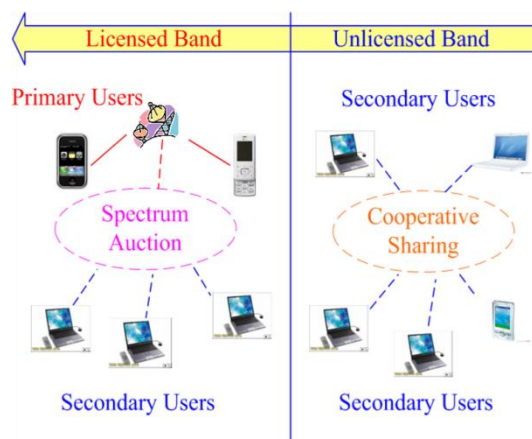 Licensed Band
Unlicensed Band
Primary Users
Spectrum
Auction
Secondary Users
Secondary Users
Cooperative
Sharing
Secondary Users